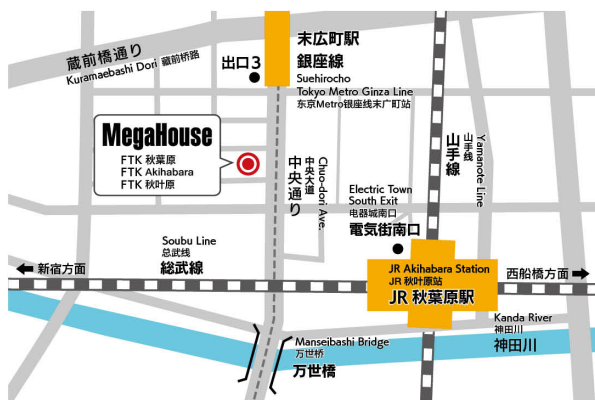 蔵前橋通り
Kuramaebashi Dori 蔵前桥路
出口3
末広町駅
銀座線
Suehirocho
Tokyo Metro Ginza Line
东京Metro银座线末广町站
MegaHouse
FTK 秋葉原
FTK Akihabara
FTK 秋叶原
中央通り
中央大道
Chuo-dori Ave.
山手線
山手线
Yamanote Line
Electric Town
South Exit
电器城南口
電気街南口
Soubu Line
总武线
総武線
新宿方面
JR Akihabara Station
JR 秋叶原站
JR 秋葉原駅
西船橋方面
Kanda River
神田川
神田川
Manseibashi Bridge
万世桥
万世橋